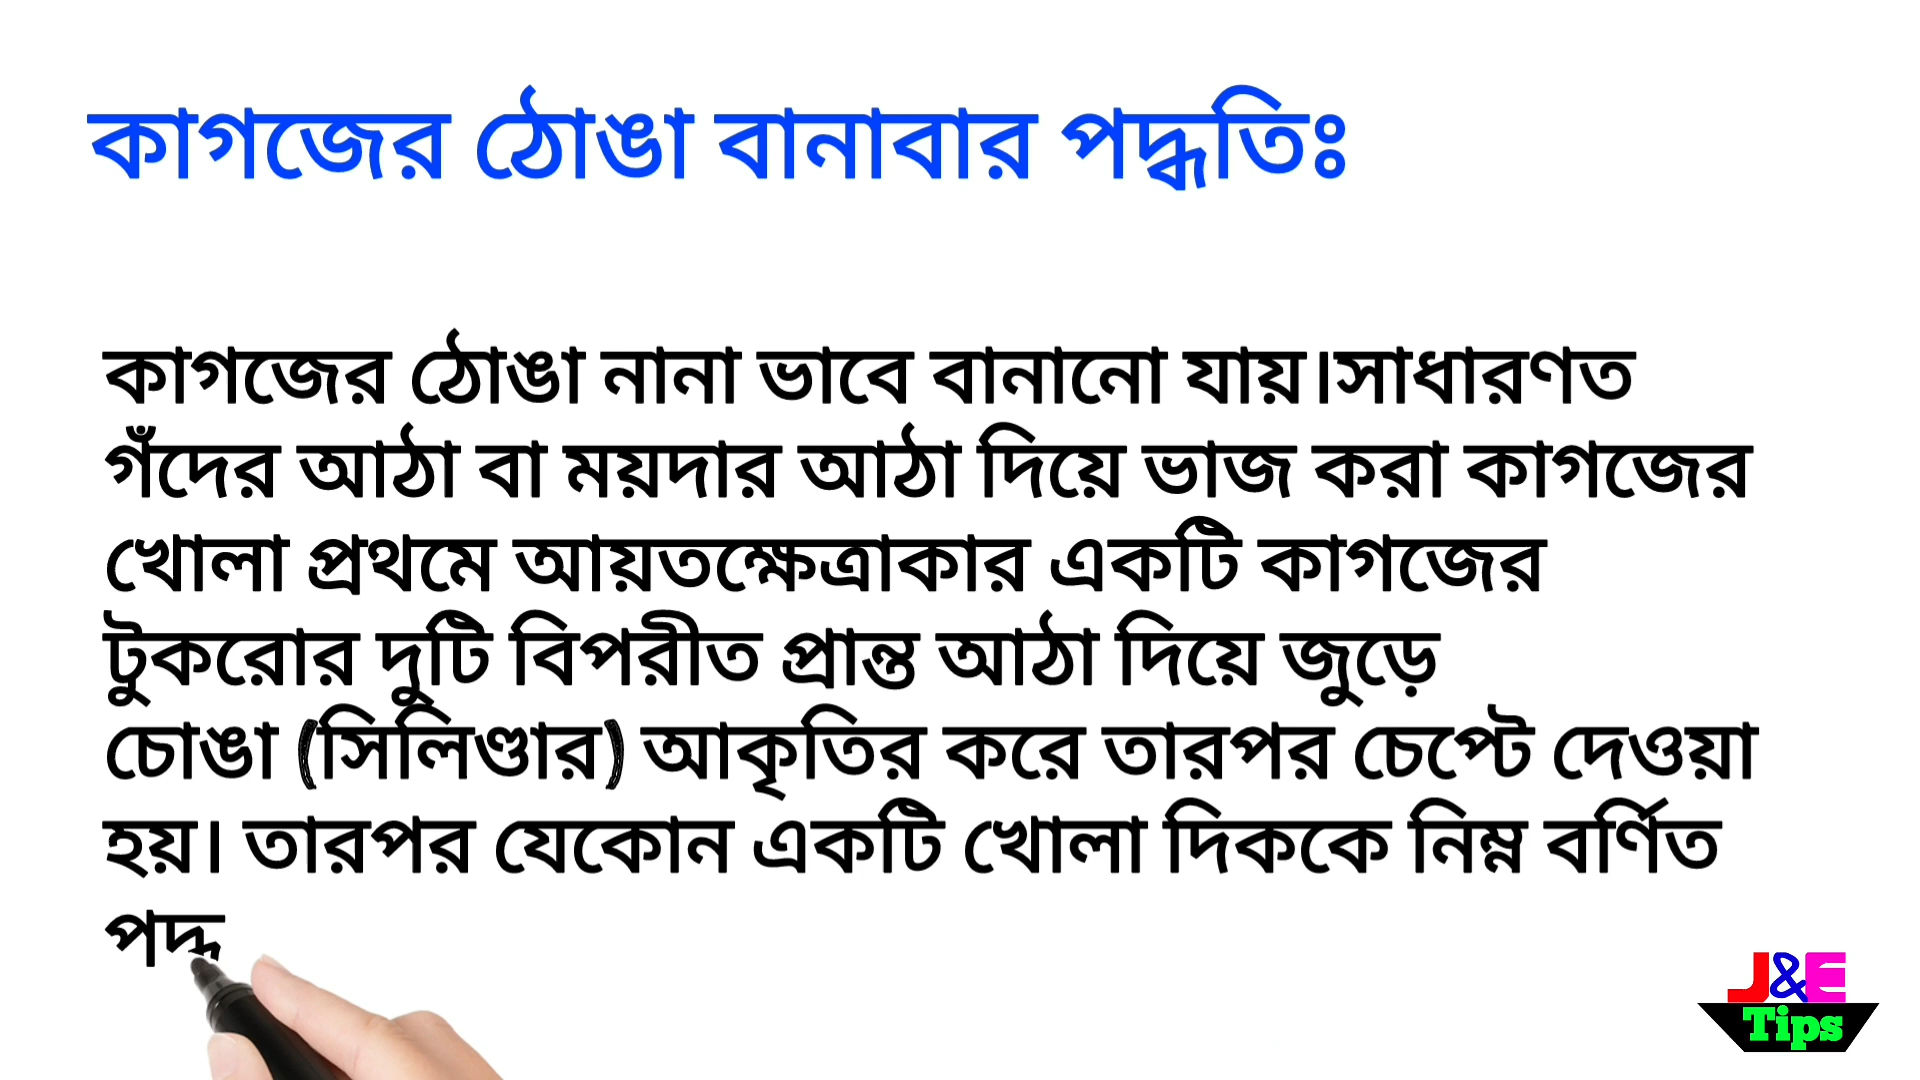 কাগজের ঠোঙা বানাবার পদ্ধতিঃ
কাগজের ঠোঙা নানা ভাবে বানানো যায়।সাধারণত
গঁদের আঠা বা ময়দার আঠা দিয়ে ভাজ করা কাগজের
খোলা প্রথমে আয়তক্ষেত্রাকার একটি কাগজের
টুকরোর দুটি বিপরীত প্রান্ত আঠা দিয়ে জুড়ে
চোঙা (সিলিণ্ডার) আকৃতির করে তারপর চেপ্টে দেওয়া
হয়। তারপর যেকোন একটি খোলা দিককে নিম্ন বর্ণিত
পদ্ধ
J&E
Tips